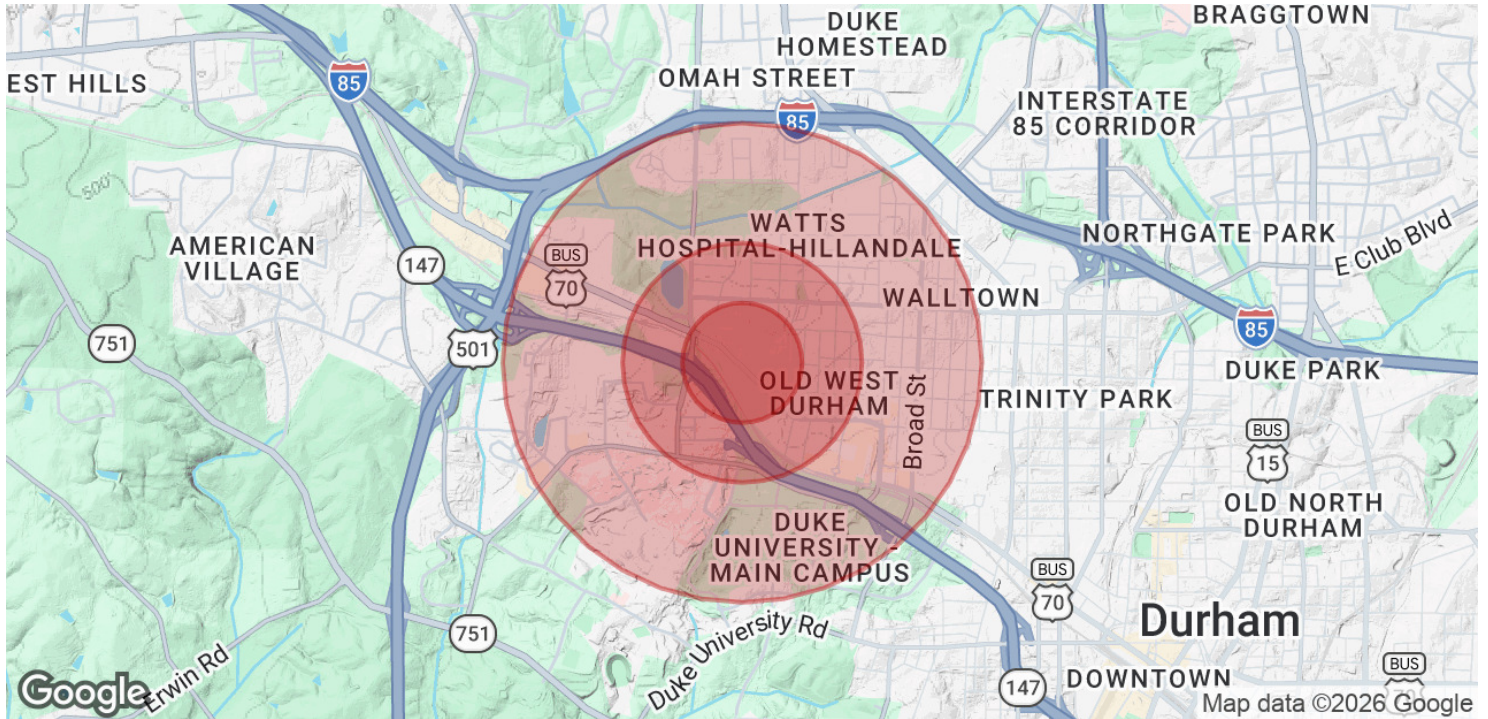 BRAGGTOWN
DUKE
HOMESTEAD
EST HILLS
85
OMAH STREET
85
INTERSTATE
85 CORRIDOR
500'
WATTS
HOSPITAL-HILLANDALE
NORTHGATE PARK
E Club Blvd
AMERICAN
VILLAGE
147
BUS
70
WALLTOWN
751
501
85
DUKE PARK
OLD WEST
DURHAM
Broad St
TRINITY PARK
BUS
15
OLD NORTH
DURHAM
DUKE
UNIVERSITY -
MAIN CAMPUS
BUS
70
Durham
751
Duke University Rd
Erwin Rd
147
DOWNTOWN
BUS
70
Google
Map data ©2026 Google